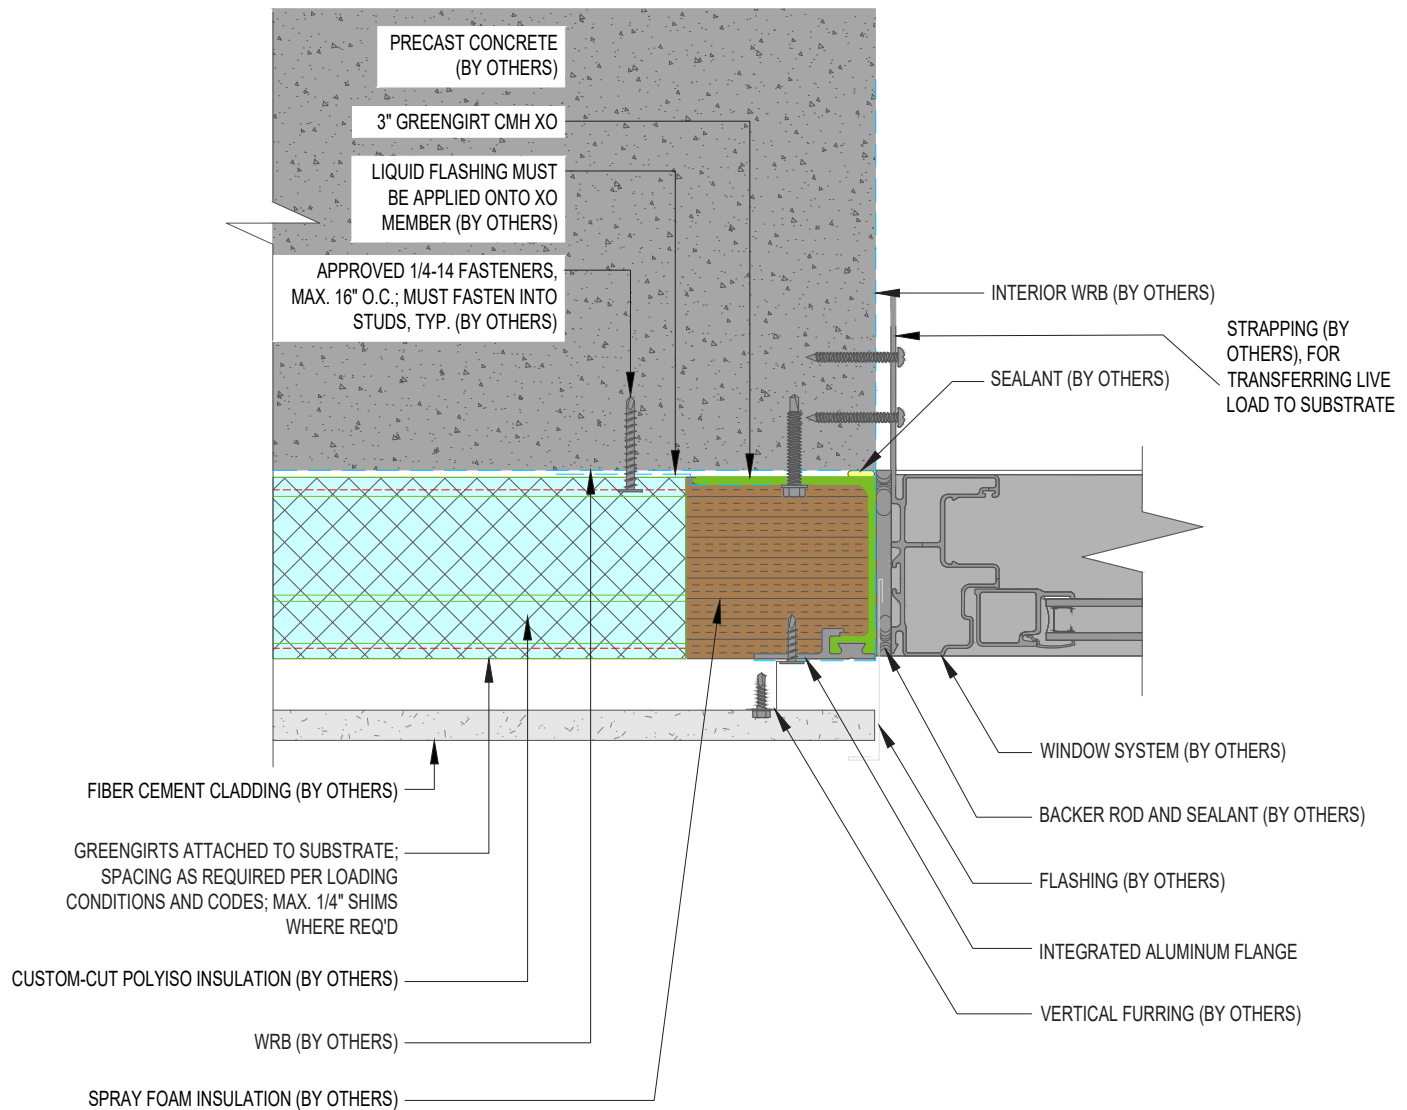 PRECAST CONCRETE
(BY OTHERS)
3" GREENGIRT CMH XO
LIQUID FLASHING MUST
BE APPLIED ONTO XO
MEMBER (BY OTHERS)
APPROVED 1/4-14 FASTENERS,
MAX. 16" O.C.; MUST FASTEN INTO
STUDS, TYP. (BY OTHERS)
INTERIOR WRB (BY OTHERS)
STRAPPING (BY
OTHERS), FOR
TRANSFERRING LIVE
LOAD TO SUBSTRATE
SEALANT (BY OTHERS)
WINDOW SYSTEM (BY OTHERS)
BACKER ROD AND SEALANT (BY OTHERS)
FLASHING (BY OTHERS)
INTEGRATED ALUMINUM FLANGE
VERTICAL FURRING (BY OTHERS)
FIBER CEMENT CLADDING (BY OTHERS)
GREENGIRTS ATTACHED TO SUBSTRATE;
SPACING AS REQUIRED PER LOADING
CONDITIONS AND CODES; MAX. 1/4" SHIMS
WHERE REQ'D
CUSTOM-CUT POLYISO INSULATION (BY OTHERS)
WRB (BY OTHERS)
SPRAY FOAM INSULATION (BY OTHERS)